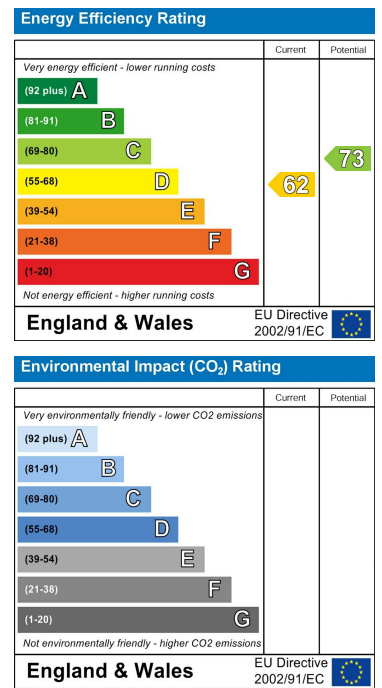 Energy Efficiency Rating
Current Potential
Very energy efficient - lower running costs
(92 plus) A
(81-91) B
(69-80) C
(55-68) D
(39-54) E
(21-38) F
(1-20) G
62
73
Not energy efficient - higher running costs
England & Wales
EU Directive
2002/91/EC
Environmental Impact (CO₂) Rating
Current Potential
Very environmentally friendly - lower CO2 emissions
(92 plus) A
(81-91) B
(69-80) C
(55-68) D
(39-54) E
(21-38) F
(1-20) G
Not environmentally friendly - higher CO2 emissions
England & Wales
EU Directive
2002/91/EC